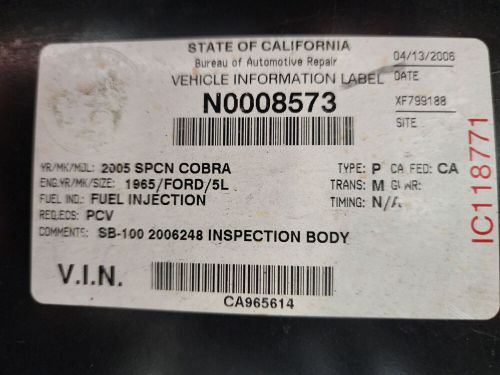 STATE OF CALIFORNIA
Bureau of Automotive Repair
04/13/2006
VEHICLE INFORMATION LABEL
DATE
N0008573
XF799188
SITE
YR/MK/MDL: 2005 SPCN COBRA
TYPE: P CA FED: CA
ENG.YR/MK/SIZE: 1965/FORD/5L
TRANS: M GVWR:
FUEL IND.: FUEL INJECTION
TIMING: N/A
REQ.ECS: PCV
COMMENTS: SB-100 2006248 INSPECTION BODY
V.I.N.
CA965614
IC118771